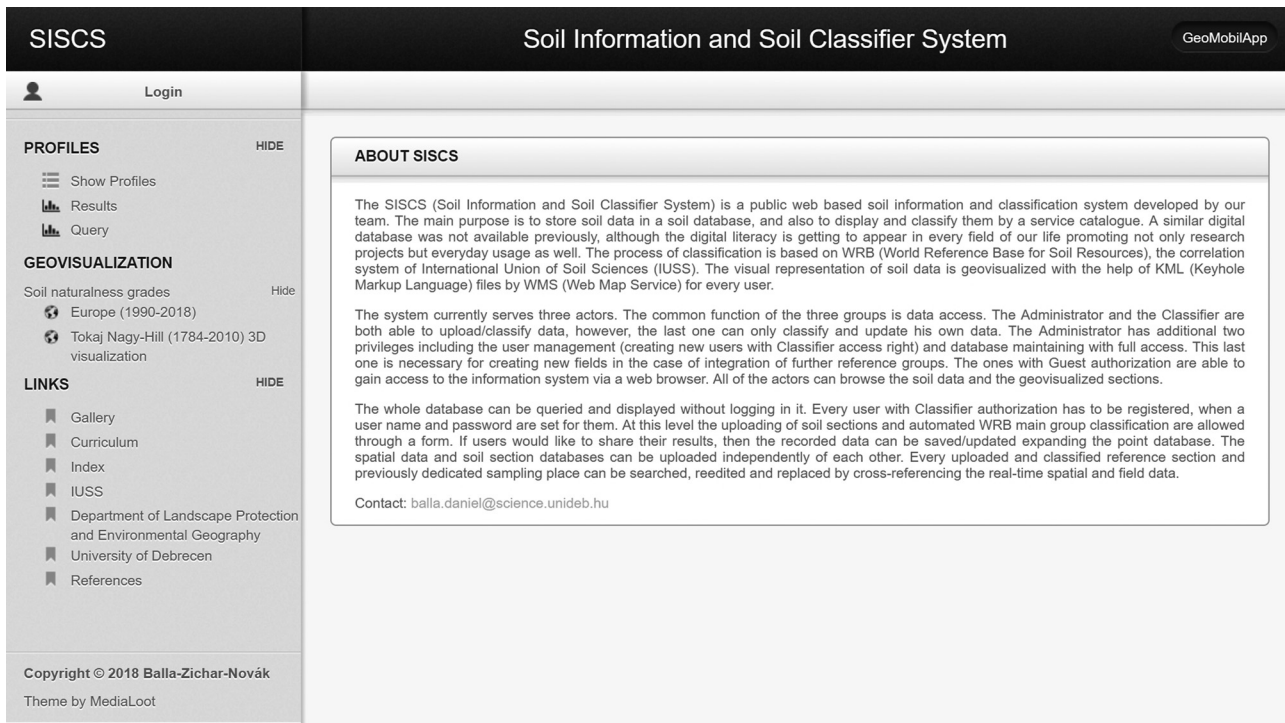 SISCS
Soil Information and Soil Classifier System
GeoMobilApp
Login
PROFILES
HIDE
Show Profiles
Results
Query
GEOVISUALIZATION
Soil naturalness grades
Hide
Europe (1990-2018)
Tokaj Nagy-Hill (1784-2010) 3D
visualization
LINKS
HIDE
Gallery
Curriculum
Index
IUSS
Department of Landscape Protection
and Environmental Geography
University of Debrecen
References
Copyright © 2018 Balla-Zichar-Novák
Theme by MediaLoot
ABOUT SISCS
The SISCS (Soil Information and Soil Classifier System) is a public web based soil information and classification system developed by our
team. The main purpose is to store soil data in a soil database, and also to display and classify them by a service catalogue. A similar digital
database was not available previously, although the digital literacy is getting to appear in every field of our life promoting not only research
projects but everyday usage as well. The process of classification is based on WRB (World Reference Base for Soil Resources), the correlation
system of International Union of Soil Sciences (IUSS). The visual representation of soil data is geovisualized with the help of KML (Keyhole
Markup Language) files by WMS (Web Map Service) for every user.
The system currently serves three actors. The common function of the three groups is data access. The Administrator and the Classifier are
both able to upload/classify data, however, the last one can only classify and update his own data. The Administrator has additional two
privileges including the user management (creating new users with Classifier access right) and database maintaining with full access. This last
one is necessary for creating new fields in the case of integration of further reference groups. The ones with Guest authorization are able to
gain access to the information system via a web browser. All of the actors can browse the soil data and the geovisualized sections.
The whole database can be queried and displayed without logging in it. Every user with Classifier authorization has to be registered, when a
user name and password are set for them. At this level the uploading of soil sections and automated WRB main group classification are allowed
through a form. If users would like to share their results, then the recorded data can be saved/updated expanding the point database. The
spatial data and soil section databases can be uploaded independently of each other. Every uploaded and classified reference section and
previously dedicated sampling place can be searched, reedited and replaced by cross-referencing the real-time spatial and field data.
Contact: balla.daniel@science.unideb.hu